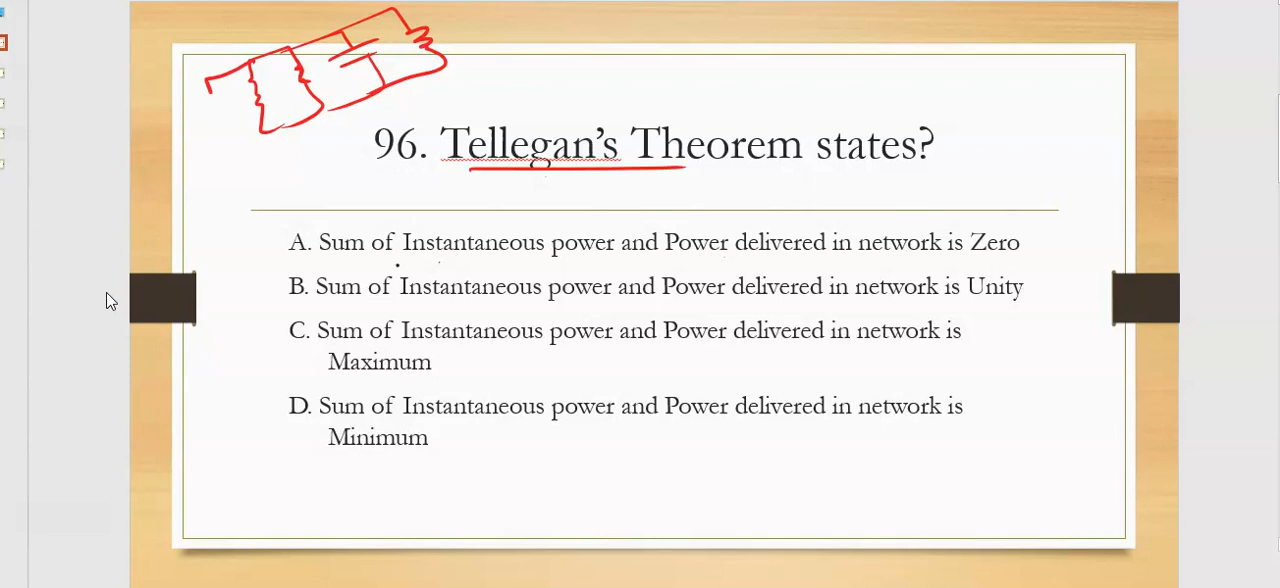 96. Tellegan's Theorem states?
A. Sum of Instantaneous power and Power delivered in network is Zero
B. Sum of Instantaneous power and Power delivered in network is Unity
C. Sum of Instantaneous power and Power delivered in network is
Maximum
D. Sum of Instantaneous power and Power delivered in network is
Minimum